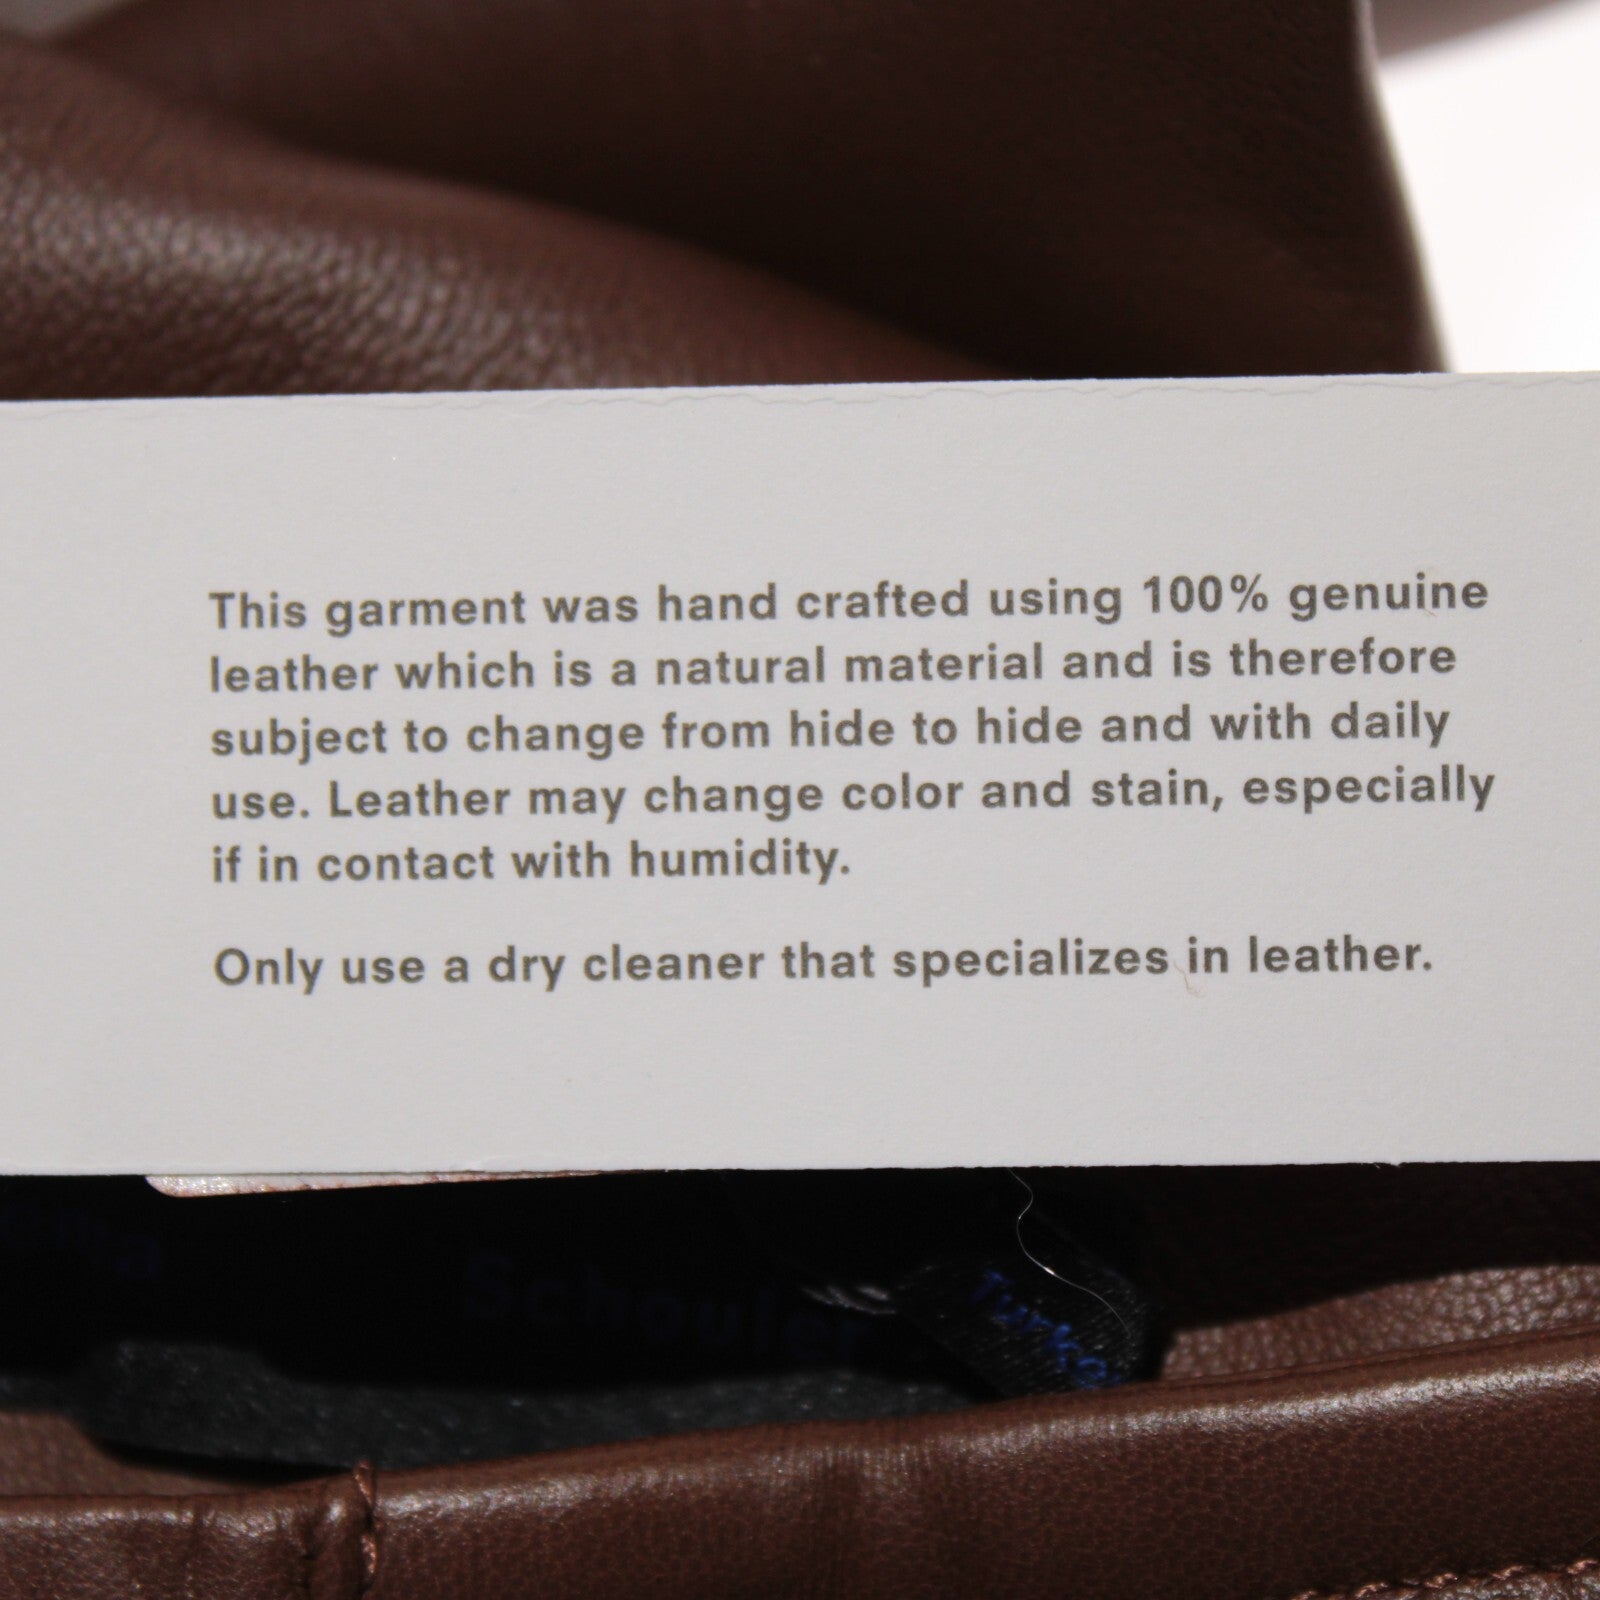 This garment was hand crafted using 100% genuine
leather which is a natural material and is therefore
subject to change from hide to hide and with daily
use. Leather may change color and stain, especially
if in contact with humidity.
Only use a dry cleaner that specializes in leather.
Schouler